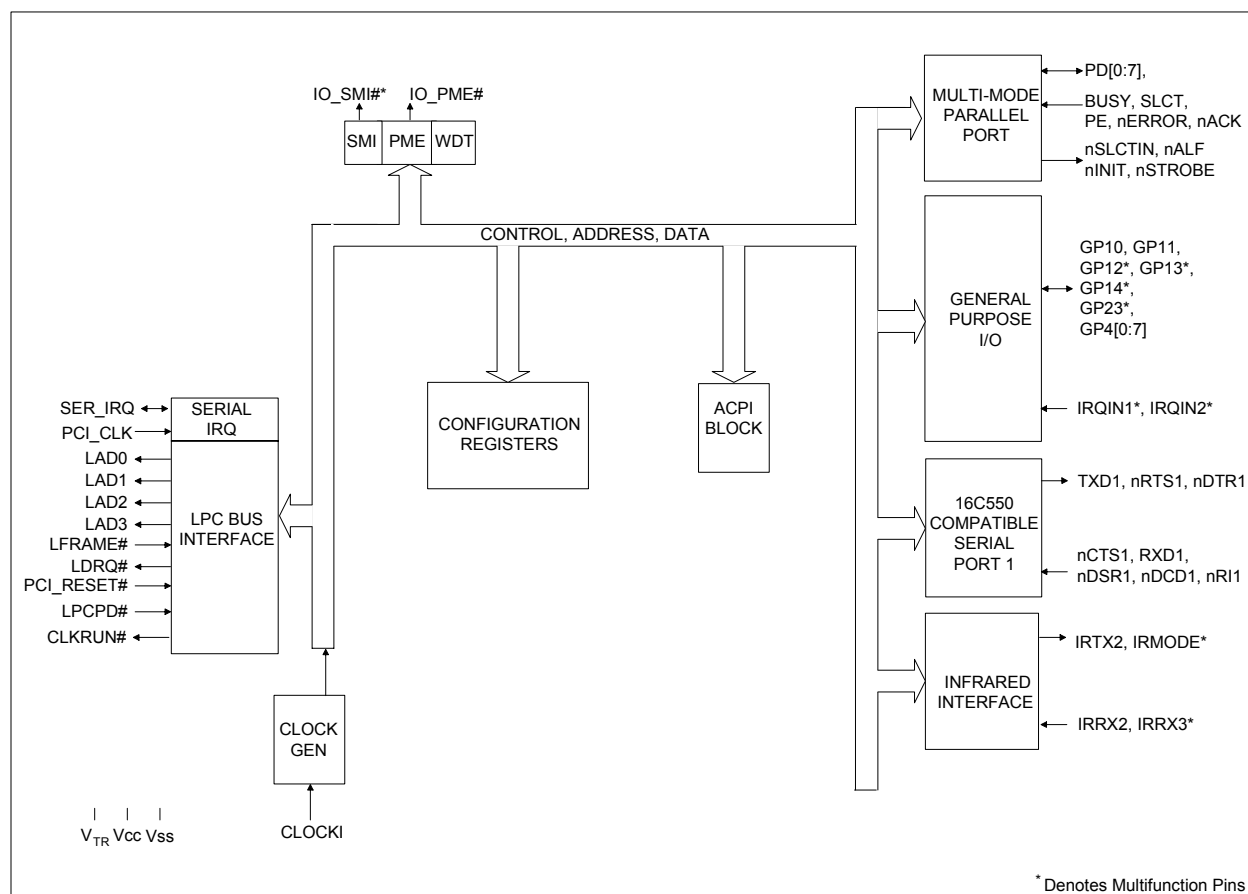 IO_SMI#*
IO_PME#
SMI
PME
WDT
CONTROL, ADDRESS, DATA
MULTI-MODE
PARALLEL
PORT
PD[0:7],
BUSY, SLCT,
PE, nERROR, nACK
nSLCTIN, nALF
nINIT, nSTROBE
GENERAL
PURPOSE
I/O
GP10, GP11,
GP12*, GP13*,
GP14*,
GP23*,
GP4[0:7]
IRQIN1*, IRQIN2*
SER_IRQ
PCI_CLK
LAD0
LAD1
LAD2
LAD3
LFRAME#
LDRQ#
PCI_RESET#
LPCPD#
CLKRUN#
SERIAL
IRQ
LPC BUS
INTERFACE
CONFIGURATION
REGISTERS
ACPI
BLOCK
16C550
COMPATIBLE
SERIAL
PORT 1
TXD1, nRTS1, nDTR1
nCTS1, RXD1,
nDSR1, nDCD1, nRI1
INFRARED
INTERFACE
IRTX2, IRMODE*
IRRX2, IRRX3*
CLOCK
GEN
CLOCKI
VTR Vcc Vss
* Denotes Multifunction Pins